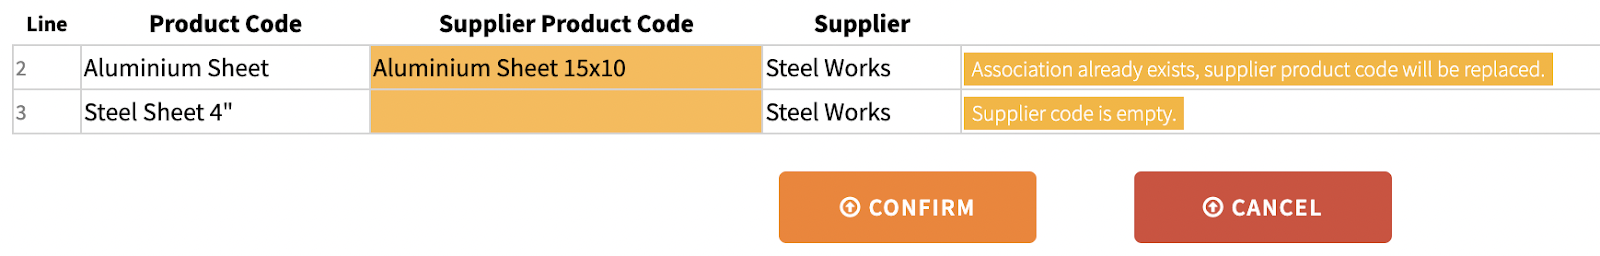 Line Product Code Supplier Product Code Supplier
2 Aluminium Sheet Aluminium Sheet 15x10 Steel Works Association already exists, supplier product code will be replaced.
3 Steel Sheet 4" Steel Works Supplier code is empty.
CONFIRM CANCEL